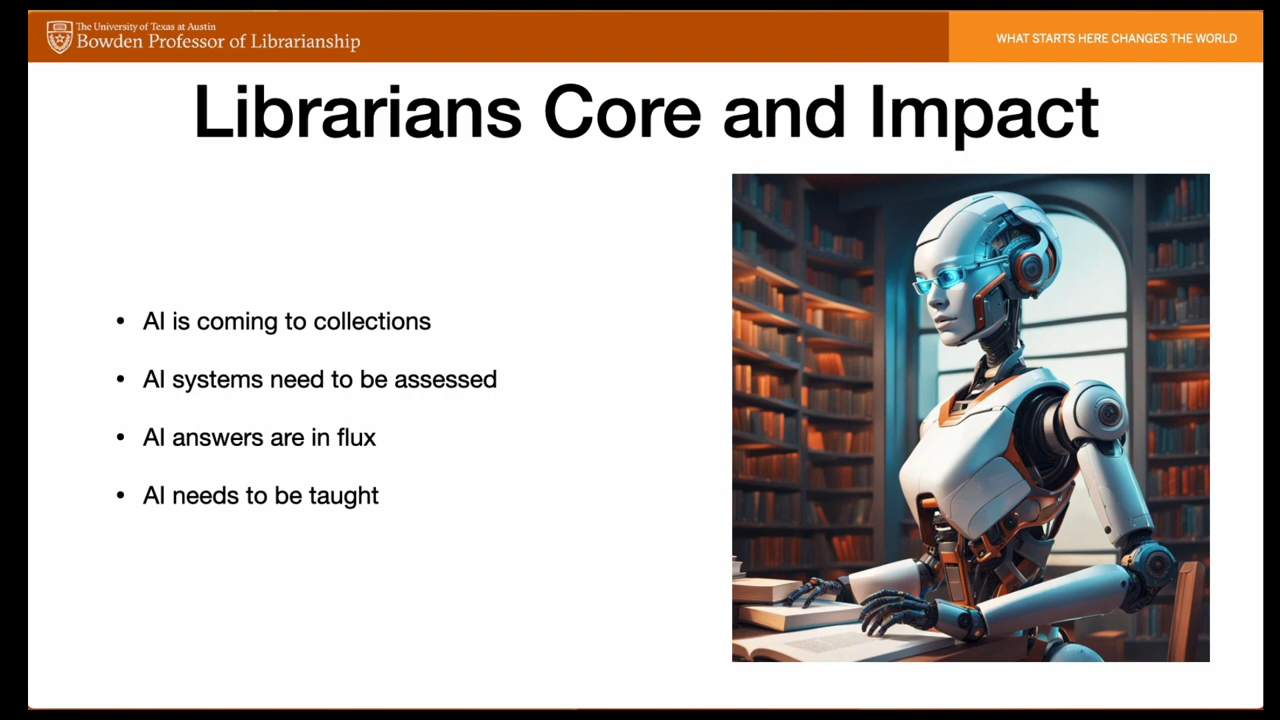 The University of Texas at Austin
Bowden Professor of Librarianship
WHAT STARTS HERE CHANGES THE WORLD
Librarians Core and Impact
• AI is coming to collections
• AI systems need to be assessed
• AI answers are in flux
• AI needs to be taught